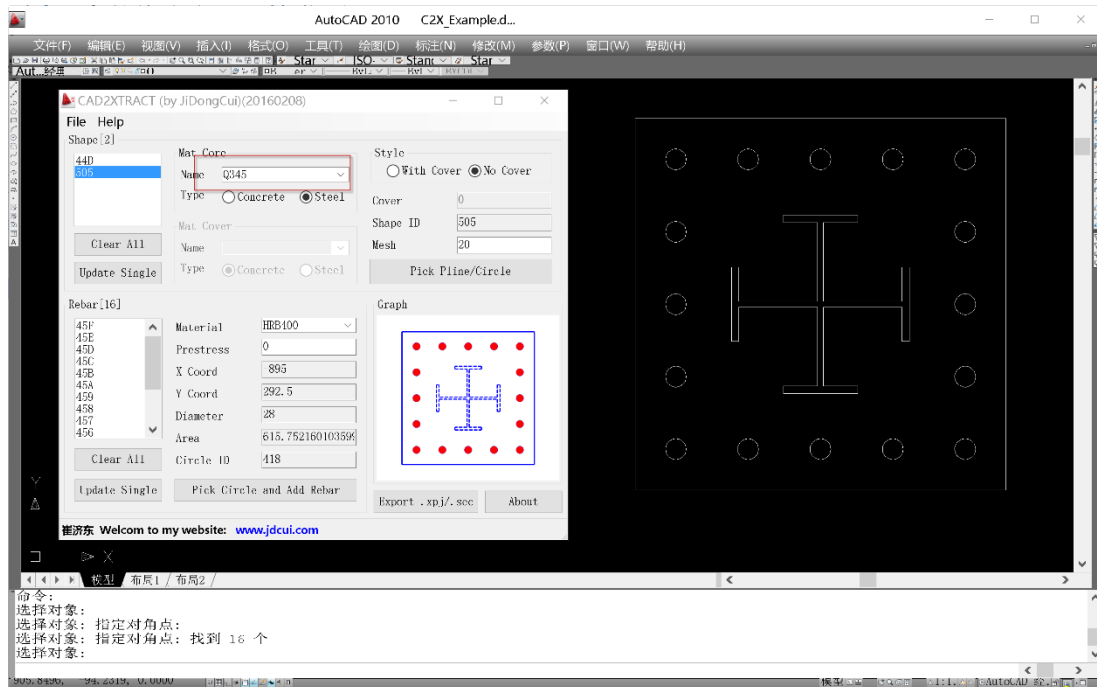 AutoCAD 2010 C2X_Example.d...
文件(F) 编辑(E) 视图(V) 插入(I) 格式(O) 工具(T) 绘图(D) 标注(N) 修改(M) 参数(P) 窗口(W) 帮助(H)
CAD2XTRACT (by JiDongCui)(20160208)
File Help
Shape[2]
44D
505
Clear All
Update Single
Mat Core
Name Q345
Type Concrete Steel
Mat Cover
Name
Type Concrete Steel
Style
With Cover No Cover
Cover 0
Shape ID 505
Mesh 20
Pick Pline/Circle
Rebar[16]
45F
45E
45D
45C
45B
45A
459
458
457
456
Clear All
Update Single
Material HRB400
Prestress 0
X Coord 895
Y Coord 292.5
Diameter 28
Area 615.752160103599
Circle ID 418
Pick Circle and Add Rebar
Graph
Export .xpj/.sec About
崔济东 Welcom to my website: www.jdcui.com
Y
X
模型 布局1 布局2
命令:
选择对象:
选择对象: 指定对角点:
选择对象: 指定对角点: 找到 16 个
选择对象:
905.8496, 94.2319, 0.0000